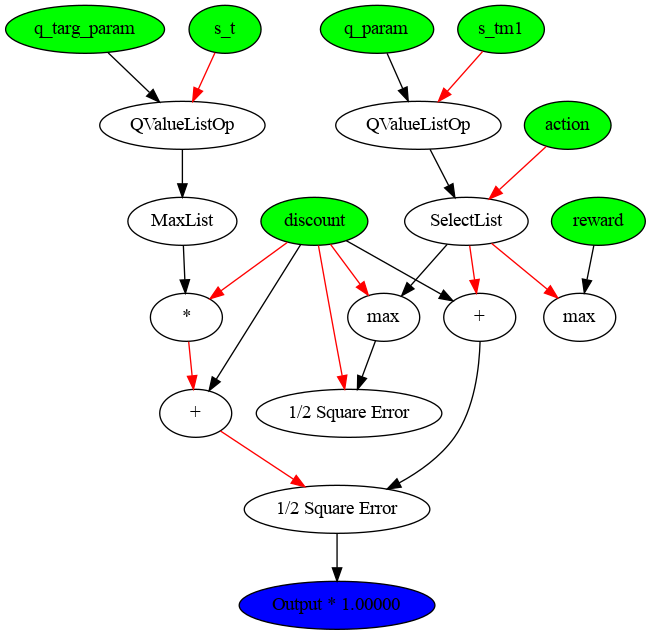 q_targ_param
s_t
q_param
s_tm1
QValueListOp
QValueListOp
action
MaxList
discount
SelectList
reward
*
max
+
max
+
1/2 Square Error
1/2 Square Error
Output * 1.00000